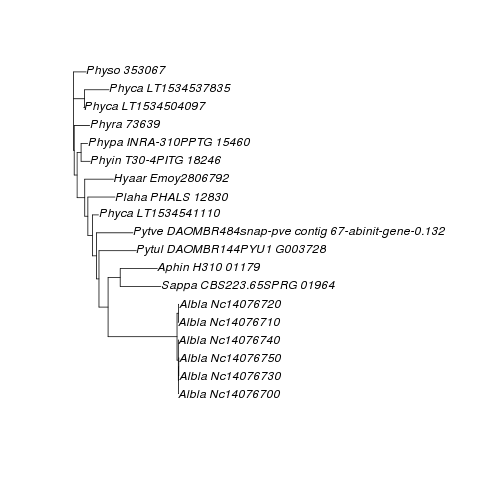 Physo 353067
Phyca LT1534537835
Phyca LT1534504097
Phyra 73639
Phypa INRA-310PPTG 15460
Phyin T30-4PITG 18246
Hyaar Emoy2806792
Plaha PHALS 12830
Phyca LT1534541110
Pytve DAOMBR484snap-pve contig 67-abinit-gene-0.132
Pytul DAOMBR144PYU1 G003728
Aphin H310 01179
Sappa CBS223.65SPRG 01964
Albla Nc14076720
Albla Nc14076710
Albla Nc14076740
Albla Nc14076750
Albla Nc14076730
Albla Nc14076700